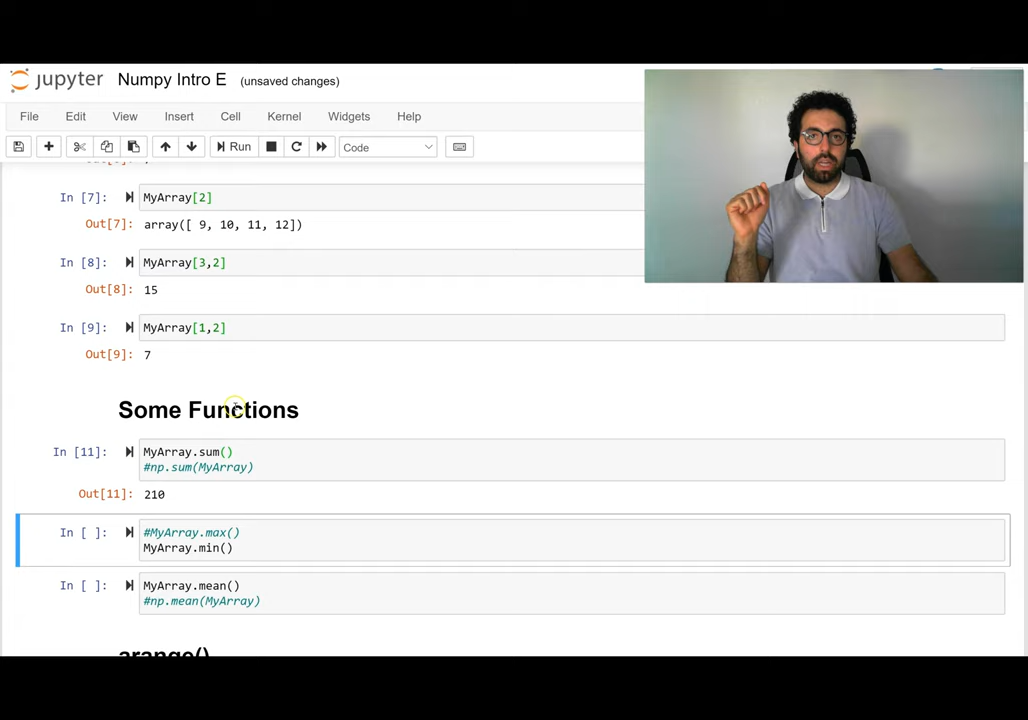 jupyter Numpy Intro E (unsaved changes)
File Edit View Insert Cell Kernel Widgets Help
Run Code
In [7]: MyArray[2]
Out[7]: array([ 9, 10, 11, 12])
In [8]: MyArray[3,2]
Out[8]: 15
In [9]: MyArray[1,2]
Out[9]: 7
Some Functions
In [11]: MyArray.sum()
#np.sum(MyArray)
Out[11]: 210
In [ ]: #MyArray.max()
MyArray.min()
In [ ]: MyArray.mean()
#np.mean(MyArray)
arange()